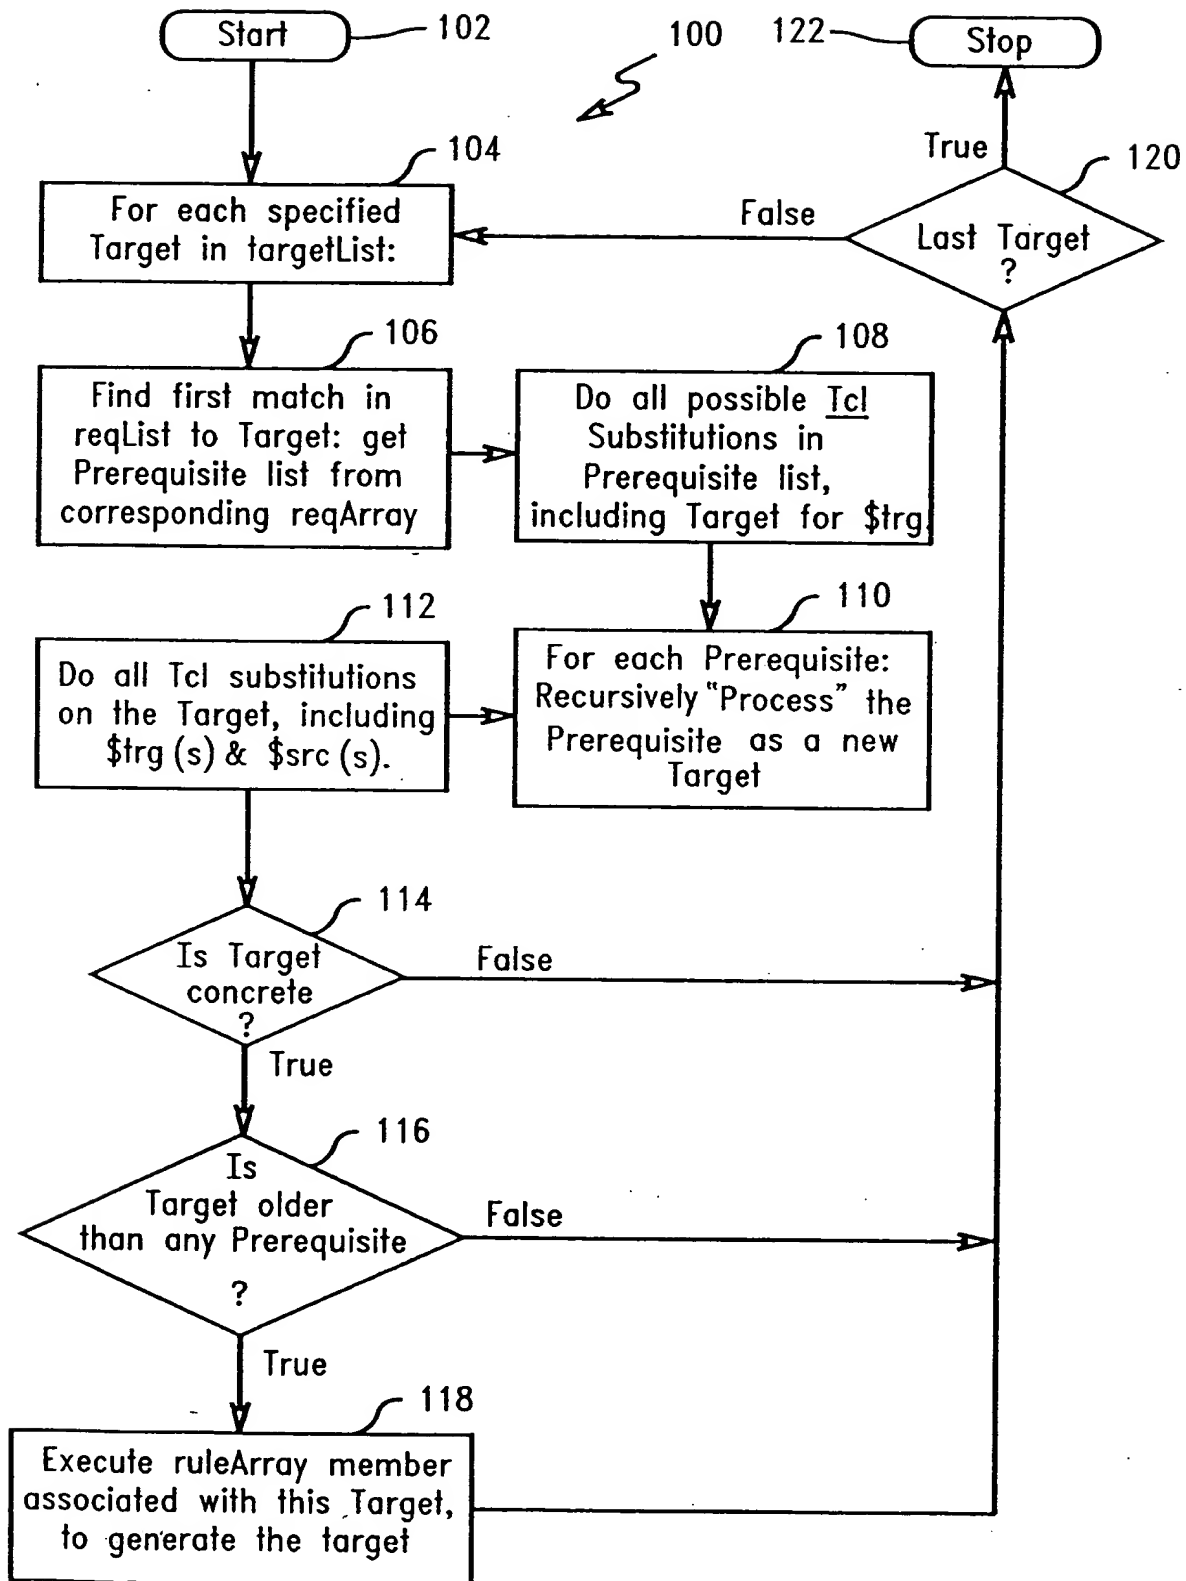 Start
102
100
122
Stop
True
120
Last Target
?
False
104
For each specified
Target in targetList:
106
Find first match in
reqList to Target: get
Prerequisite list from
corresponding reqArray
108
Do all possible Tcl
Substitutions in
Prerequisite list,
including Target for $trg.
110
For each Prerequisite:
Recursively "Process" the
Prerequisite as a new
Target
112
Do all Tcl substitutions
on the Target, including
$trg (s) & $src (s).
114
Is Target
concrete
?
False
True
116
Is
Target older
than any Prerequisite
?
False
True
118
Execute ruleArray member
associated with this Target,
to generate the target